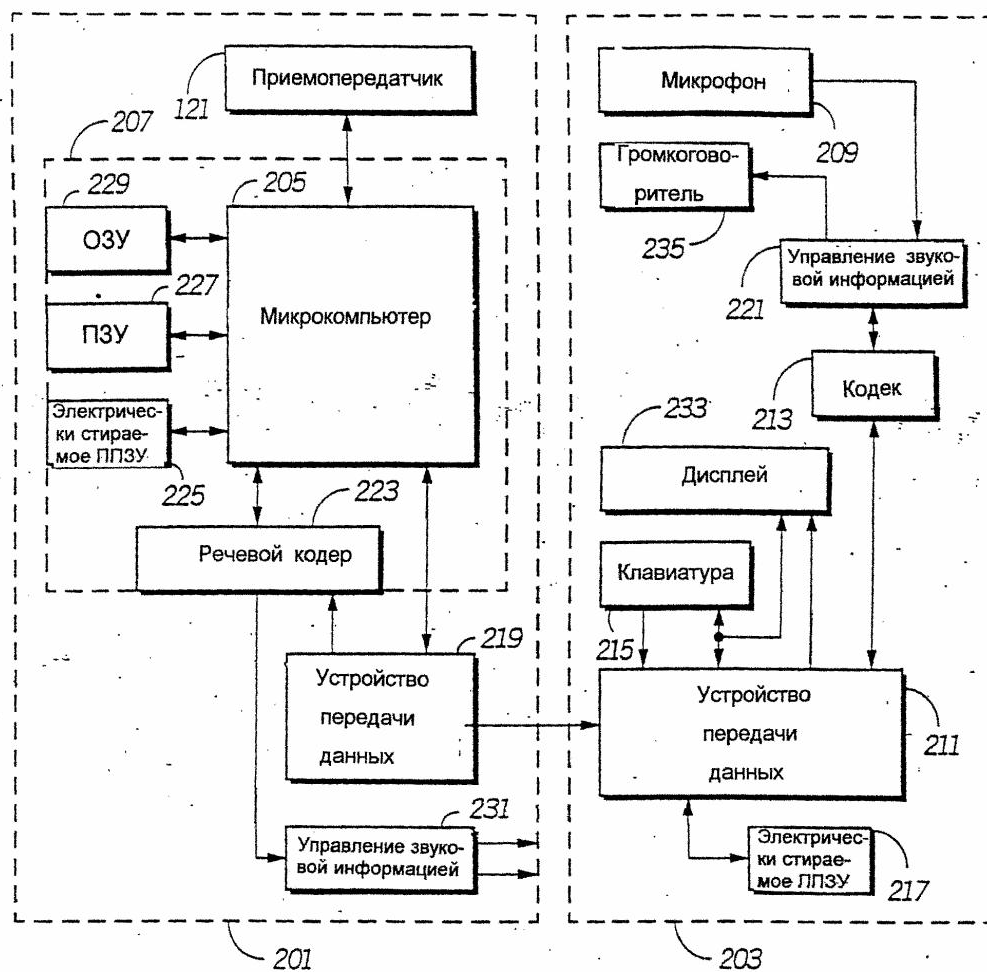 Приемопередатчик
121
207
229
ОЗУ
205
227
ПЗУ
Микрокомпьютер
Электричес-
ки стирае-
мое ППЗУ
225
223
Речевой кодер
219
Устройство
передачи
данных
231
Управление звуко-
вой информацией
201
Микрофон
209
Громкогово-
ритель
235
Управление звуко-
вой информацией
221
Кодек
213
233
Дисплей
Клавиатура
215
Устройство
передачи
данных
211
Электричес-
ки стирае-
мое ППЗУ
217
203